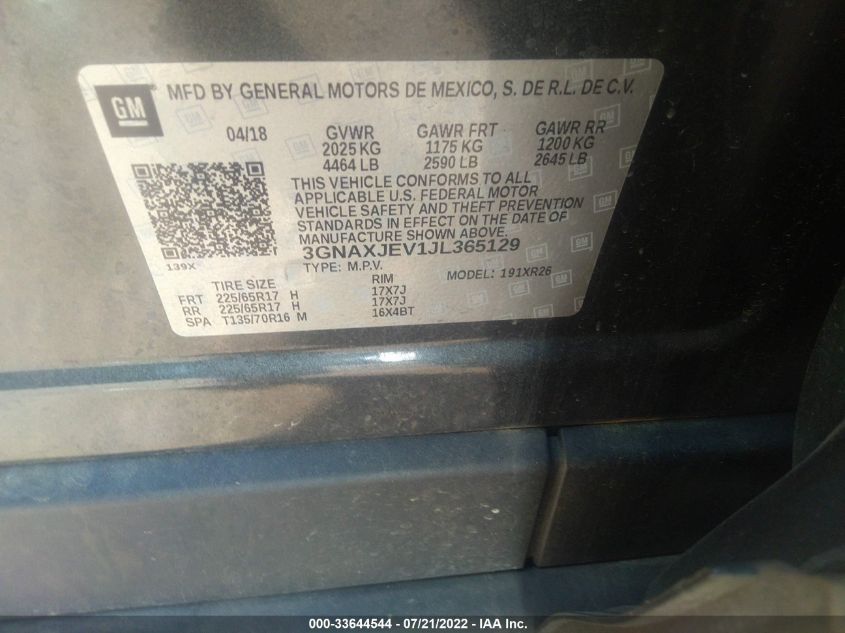 GM MFD BY GENERAL MOTORS DE MEXICO, S. DE R.L. DE C.V.
04/18 GVWR GAWR FRT GAWR RR
2025 KG 1175 KG 1200 KG
4464 LB 2590 LB 2645 LB
THIS VEHICLE CONFORMS TO ALL
APPLICABLE U.S. FEDERAL MOTOR
VEHICLE SAFETY AND THEFT PREVENTION
STANDARDS IN EFFECT ON THE DATE OF
MANUFACTURE SHOWN ABOVE.
3GNAXJEV1JL365129
139X TYPE: M.P.V. MODEL: 191XR26
TIRE SIZE RIM
FRT 225/65R17 H 17X7J
RR 225/65R17 H 17X7J
SPA T135/70R16 M 16X4BT
000-33644544 - 07/21/2022 - IAA Inc.